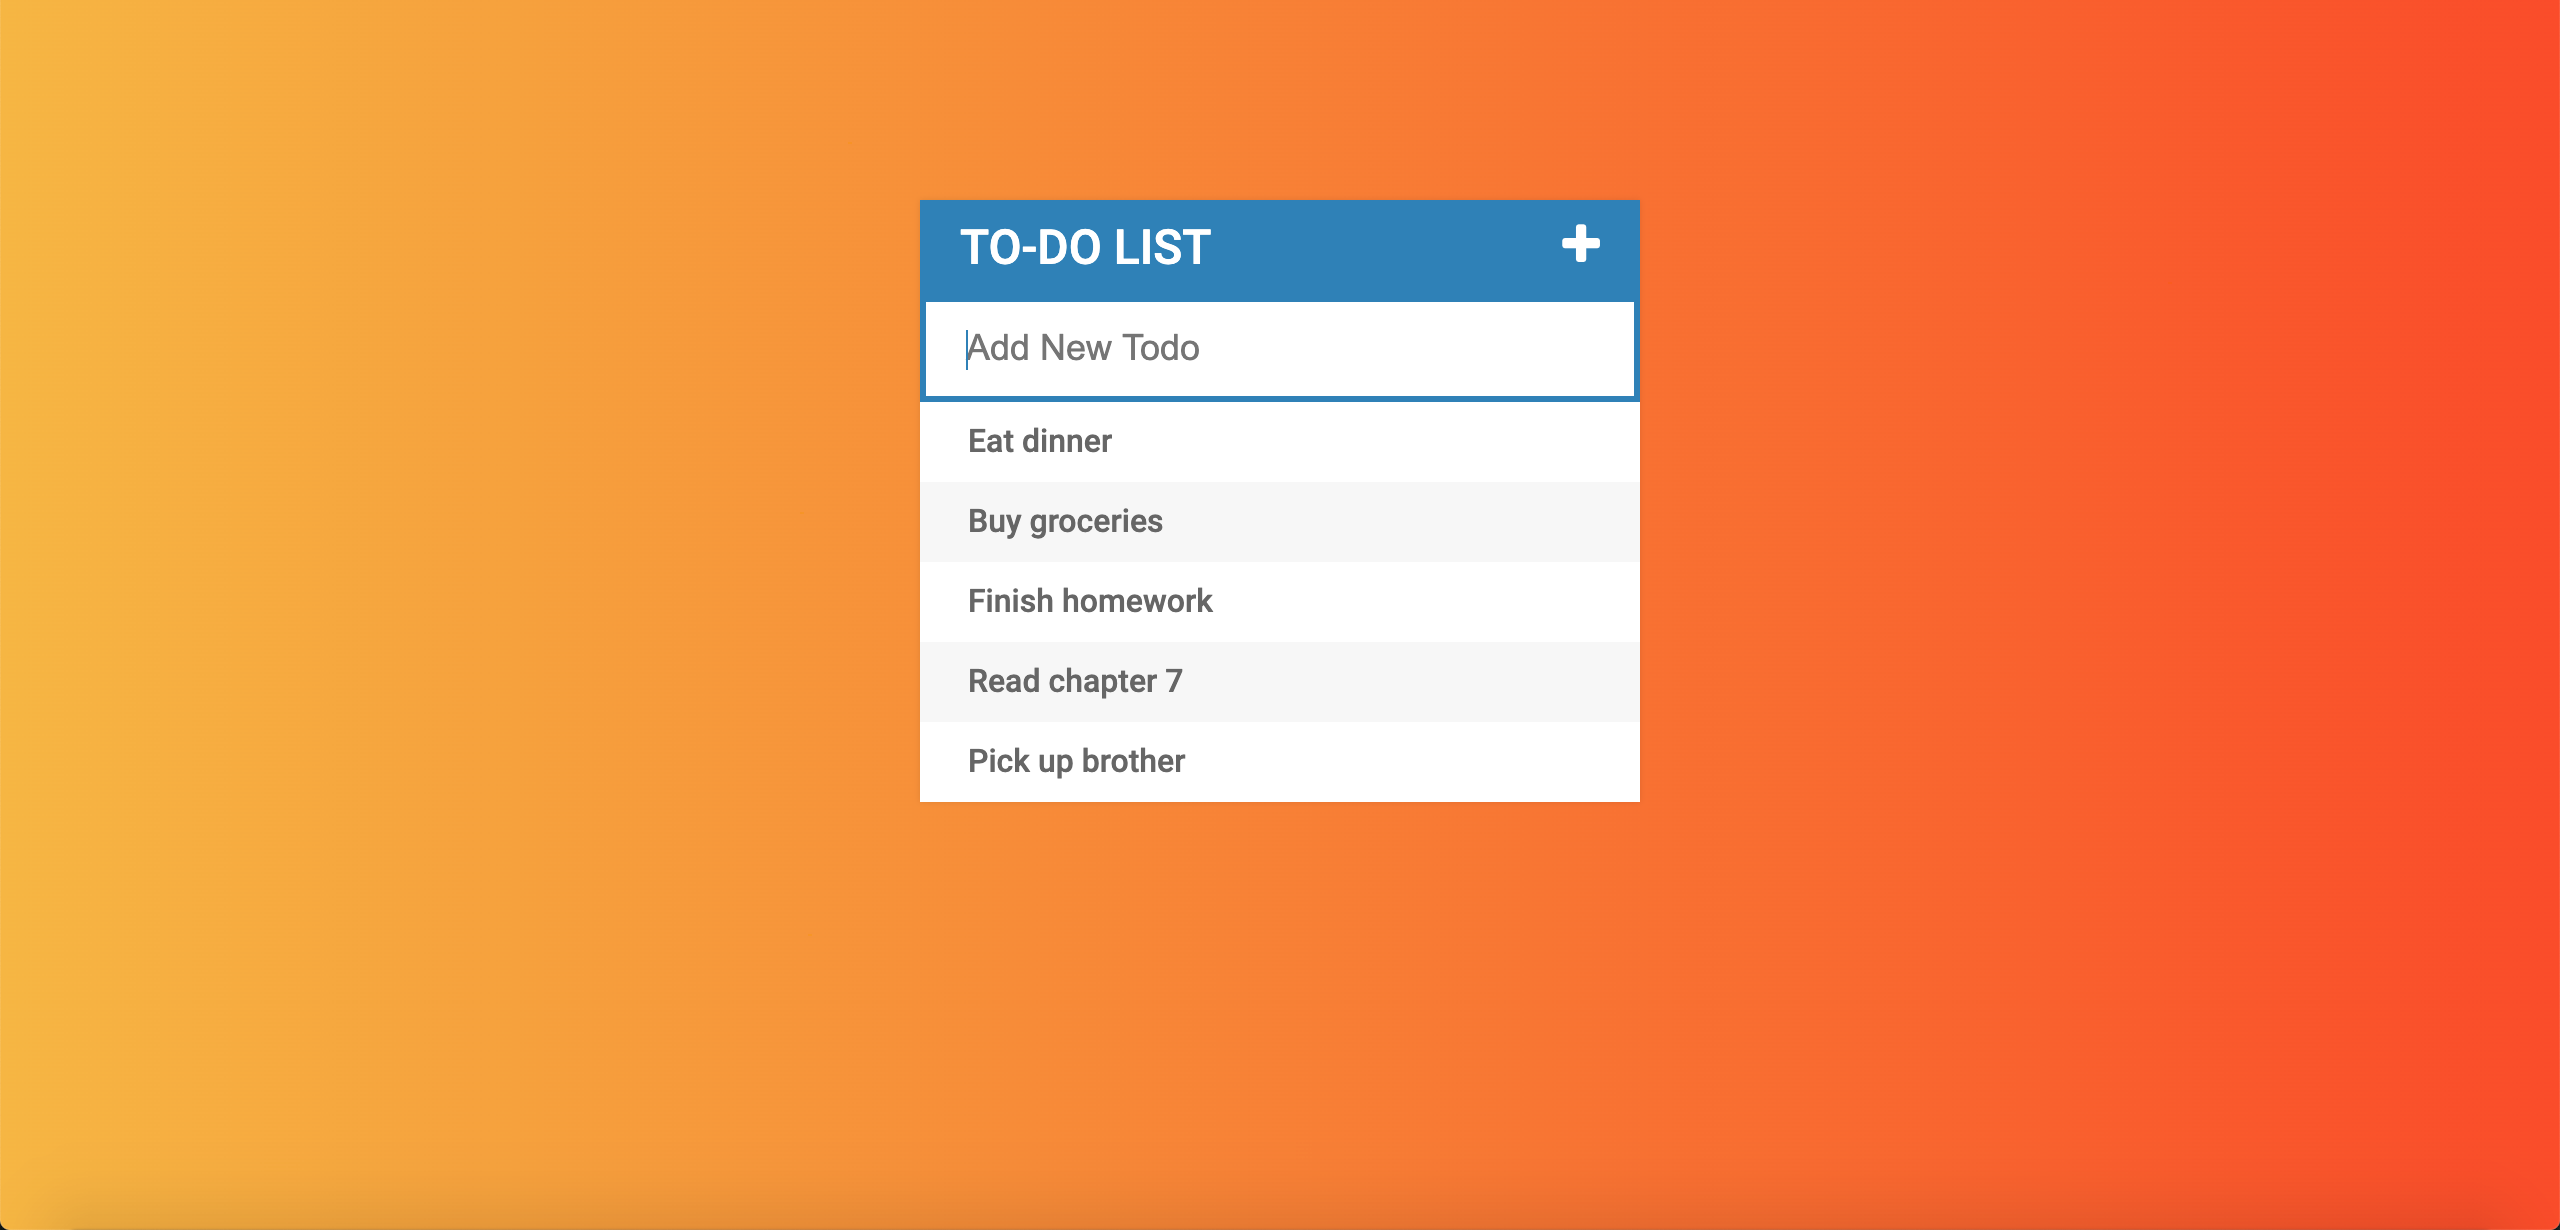 TO-DO LIST
Add New Todo
Eat dinner
Buy groceries
Finish homework
Read chapter 7
Pick up brother